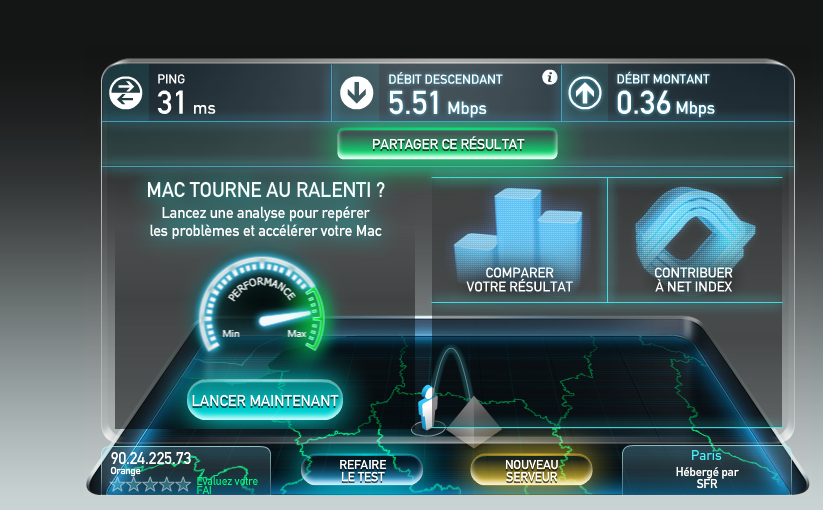 PING
31 ms
DÉBIT DESCENDANT
5.51 Mbps
i
DÉBIT MONTANT
0.36 Mbps
PARTAGER CE RÉSULTAT
MAC TOURNE AU RALENTI ?
Lancez une analyse pour repérer
les problèmes et accélérer votre Mac
PERFORMANCE
Min
Max
LANCER MAINTENANT
COMPARER
VOTRE RÉSULTAT
CONTRIBUER
À NET INDEX
90.24.225.73
Orange
Évaluez votre
FAI
REFAIRE
LE TEST
NOUVEAU
SERVEUR
Paris
Hébergé par
SFR